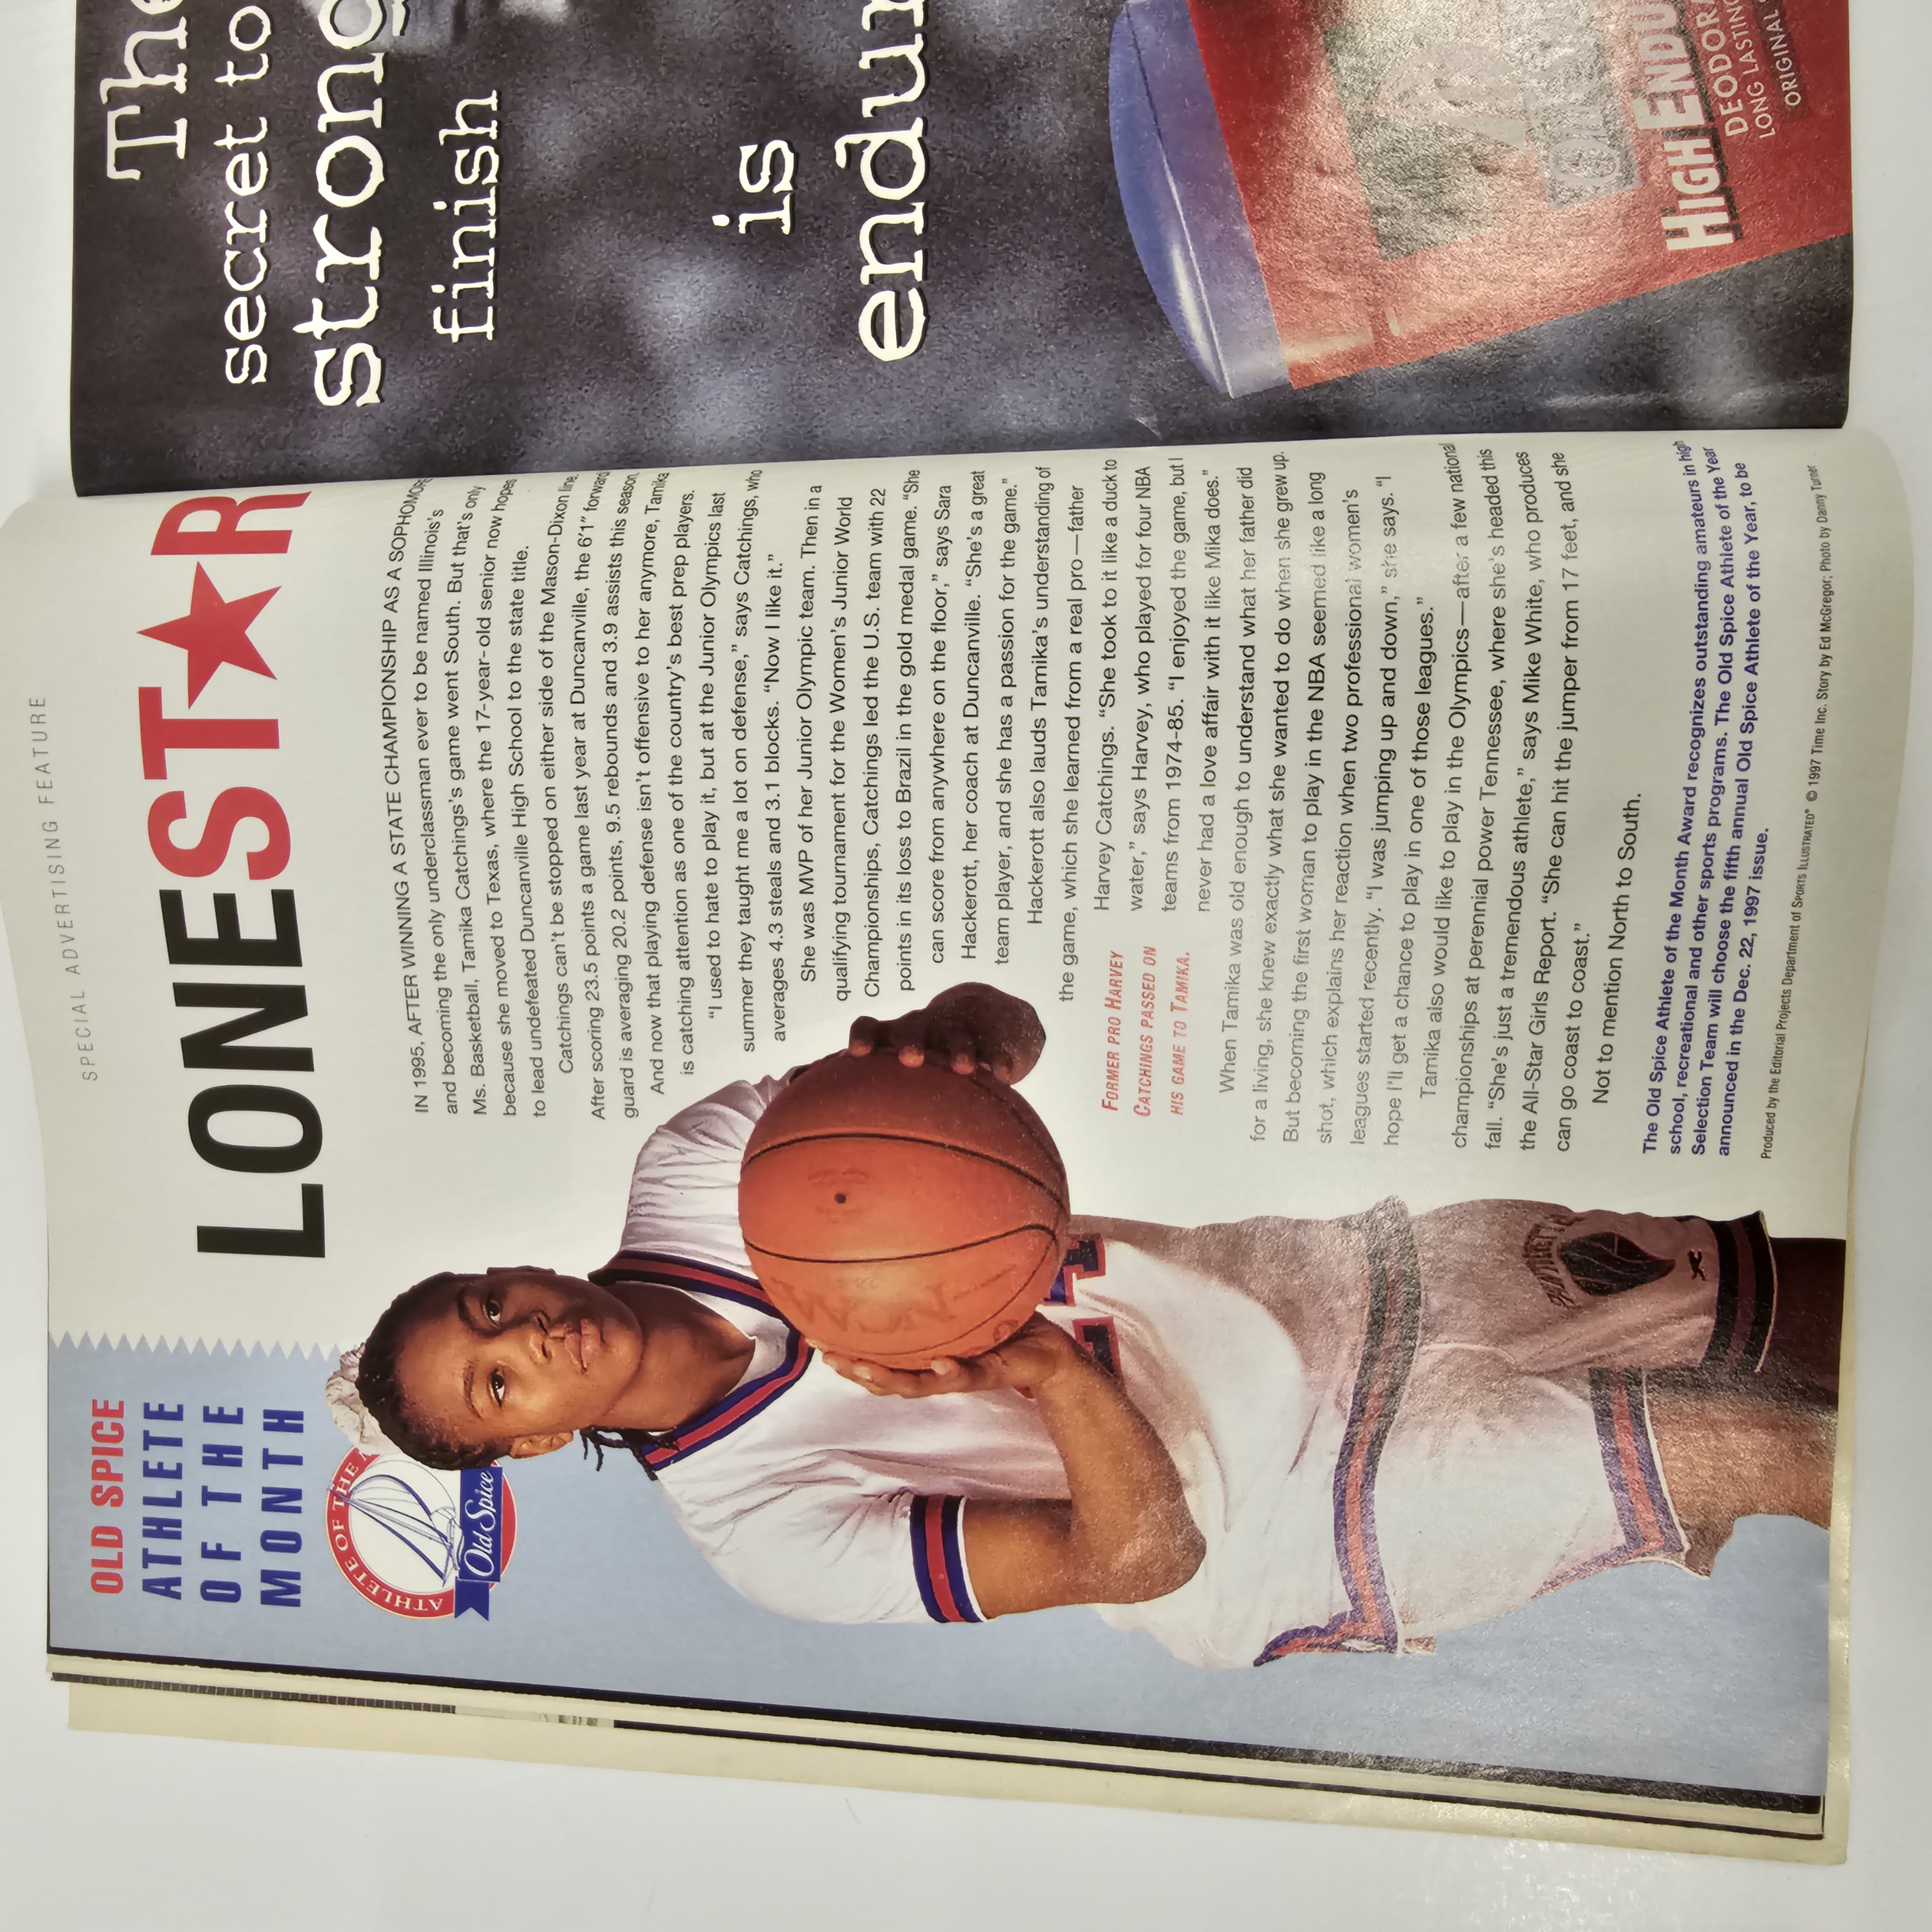 SPECIAL ADVERTISING FEATURE
OLD SPICE
ATHLETE
OF THE
MONTH
ATHLETE OF THE
Old Spice
LONEST★R
IN 1995, AFTER WINNING A STATE CHAMPIONSHIP AS A SOPHOMORE
and becoming the only underclassman ever to be named Illinois's
Ms. Basketball, Tamika Catchings's game went South. But that's only
because she moved to Texas, where the 17-year-old senior now hopes
to lead undefeated Duncanville High School to the state title.
Catchings can't be stopped on either side of the Mason-Dixon line.
After scoring 23.5 points a game last year at Duncanville, the 6'1" forward
guard is averaging 20.2 points, 9.5 rebounds and 3.9 assists this season.
And now that playing defense isn't offensive to her anymore, Tamika
is catching attention as one of the country's best prep players.
“I used to hate to play it, but at the Junior Olympics last
summer they taught me a lot on defense,” says Catchings, who
averages 4.3 steals and 3.1 blocks. “Now I like it.”
She was MVP of her Junior Olympic team. Then in a
qualifying tournament for the Women's Junior World
Championships, Catchings led the U.S. team with 22
points in its loss to Brazil in the gold medal game. “She
can score from anywhere on the floor,” says Sara
Hackerott, her coach at Duncanville. “She's a great
team player, and she has a passion for the game.”
Hackerott also lauds Tamika's understanding of
the game, which she learned from a real pro—father
Harvey Catchings. “She took to it like a duck to
water,” says Harvey, who played for four NBA
teams from 1974-85. “I enjoyed the game, but I
never had a love affair with it like Mika does.”
FORMER PRO HARVEY
CATCHINGS PASSED ON
HIS GAME TO TAMIKA.
When Tamika was old enough to understand what her father did
for a living, she knew exactly what she wanted to do when she grew up.
But becoming the first woman to play in the NBA seemed like a long
shot, which explains her reaction when two professional women's
leagues started recently. “I was jumping up and down,” she says. “I
hope I'll get a chance to play in one of those leagues.”
Tamika also would like to play in the Olympics—after a few national
championships at perennial power Tennessee, where she's headed this
fall. “She's just a tremendous athlete,” says Mike White, who produces
the All-Star Girls Report. “She can hit the jumper from 17 feet, and she
can go coast to coast.”
Not to mention North to South.
The Old Spice Athlete of the Month Award recognizes outstanding amateurs in high
school, recreational and other sports programs. The Old Spice Athlete of the Year
Selection Team will choose the fifth annual Old Spice Athlete of the Year, to be
announced in the Dec. 22, 1997 issue.
Produced by the Editorial Projects Department of SPORTS ILLUSTRATED® © 1997 Time Inc. Story by Ed McGregor; Photo by Danny Turner
The
secret to
strong
finish
is
endur
HIGH ENDU
DEODOR
LONG LASTING
ORIGINAL